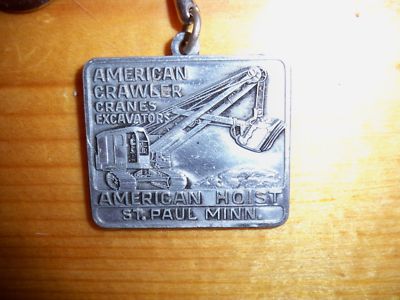 AMERICAN
CRAWLER
CRANES
EXCAVATORS
AMERICAN HOIST
ST. PAUL MINN.